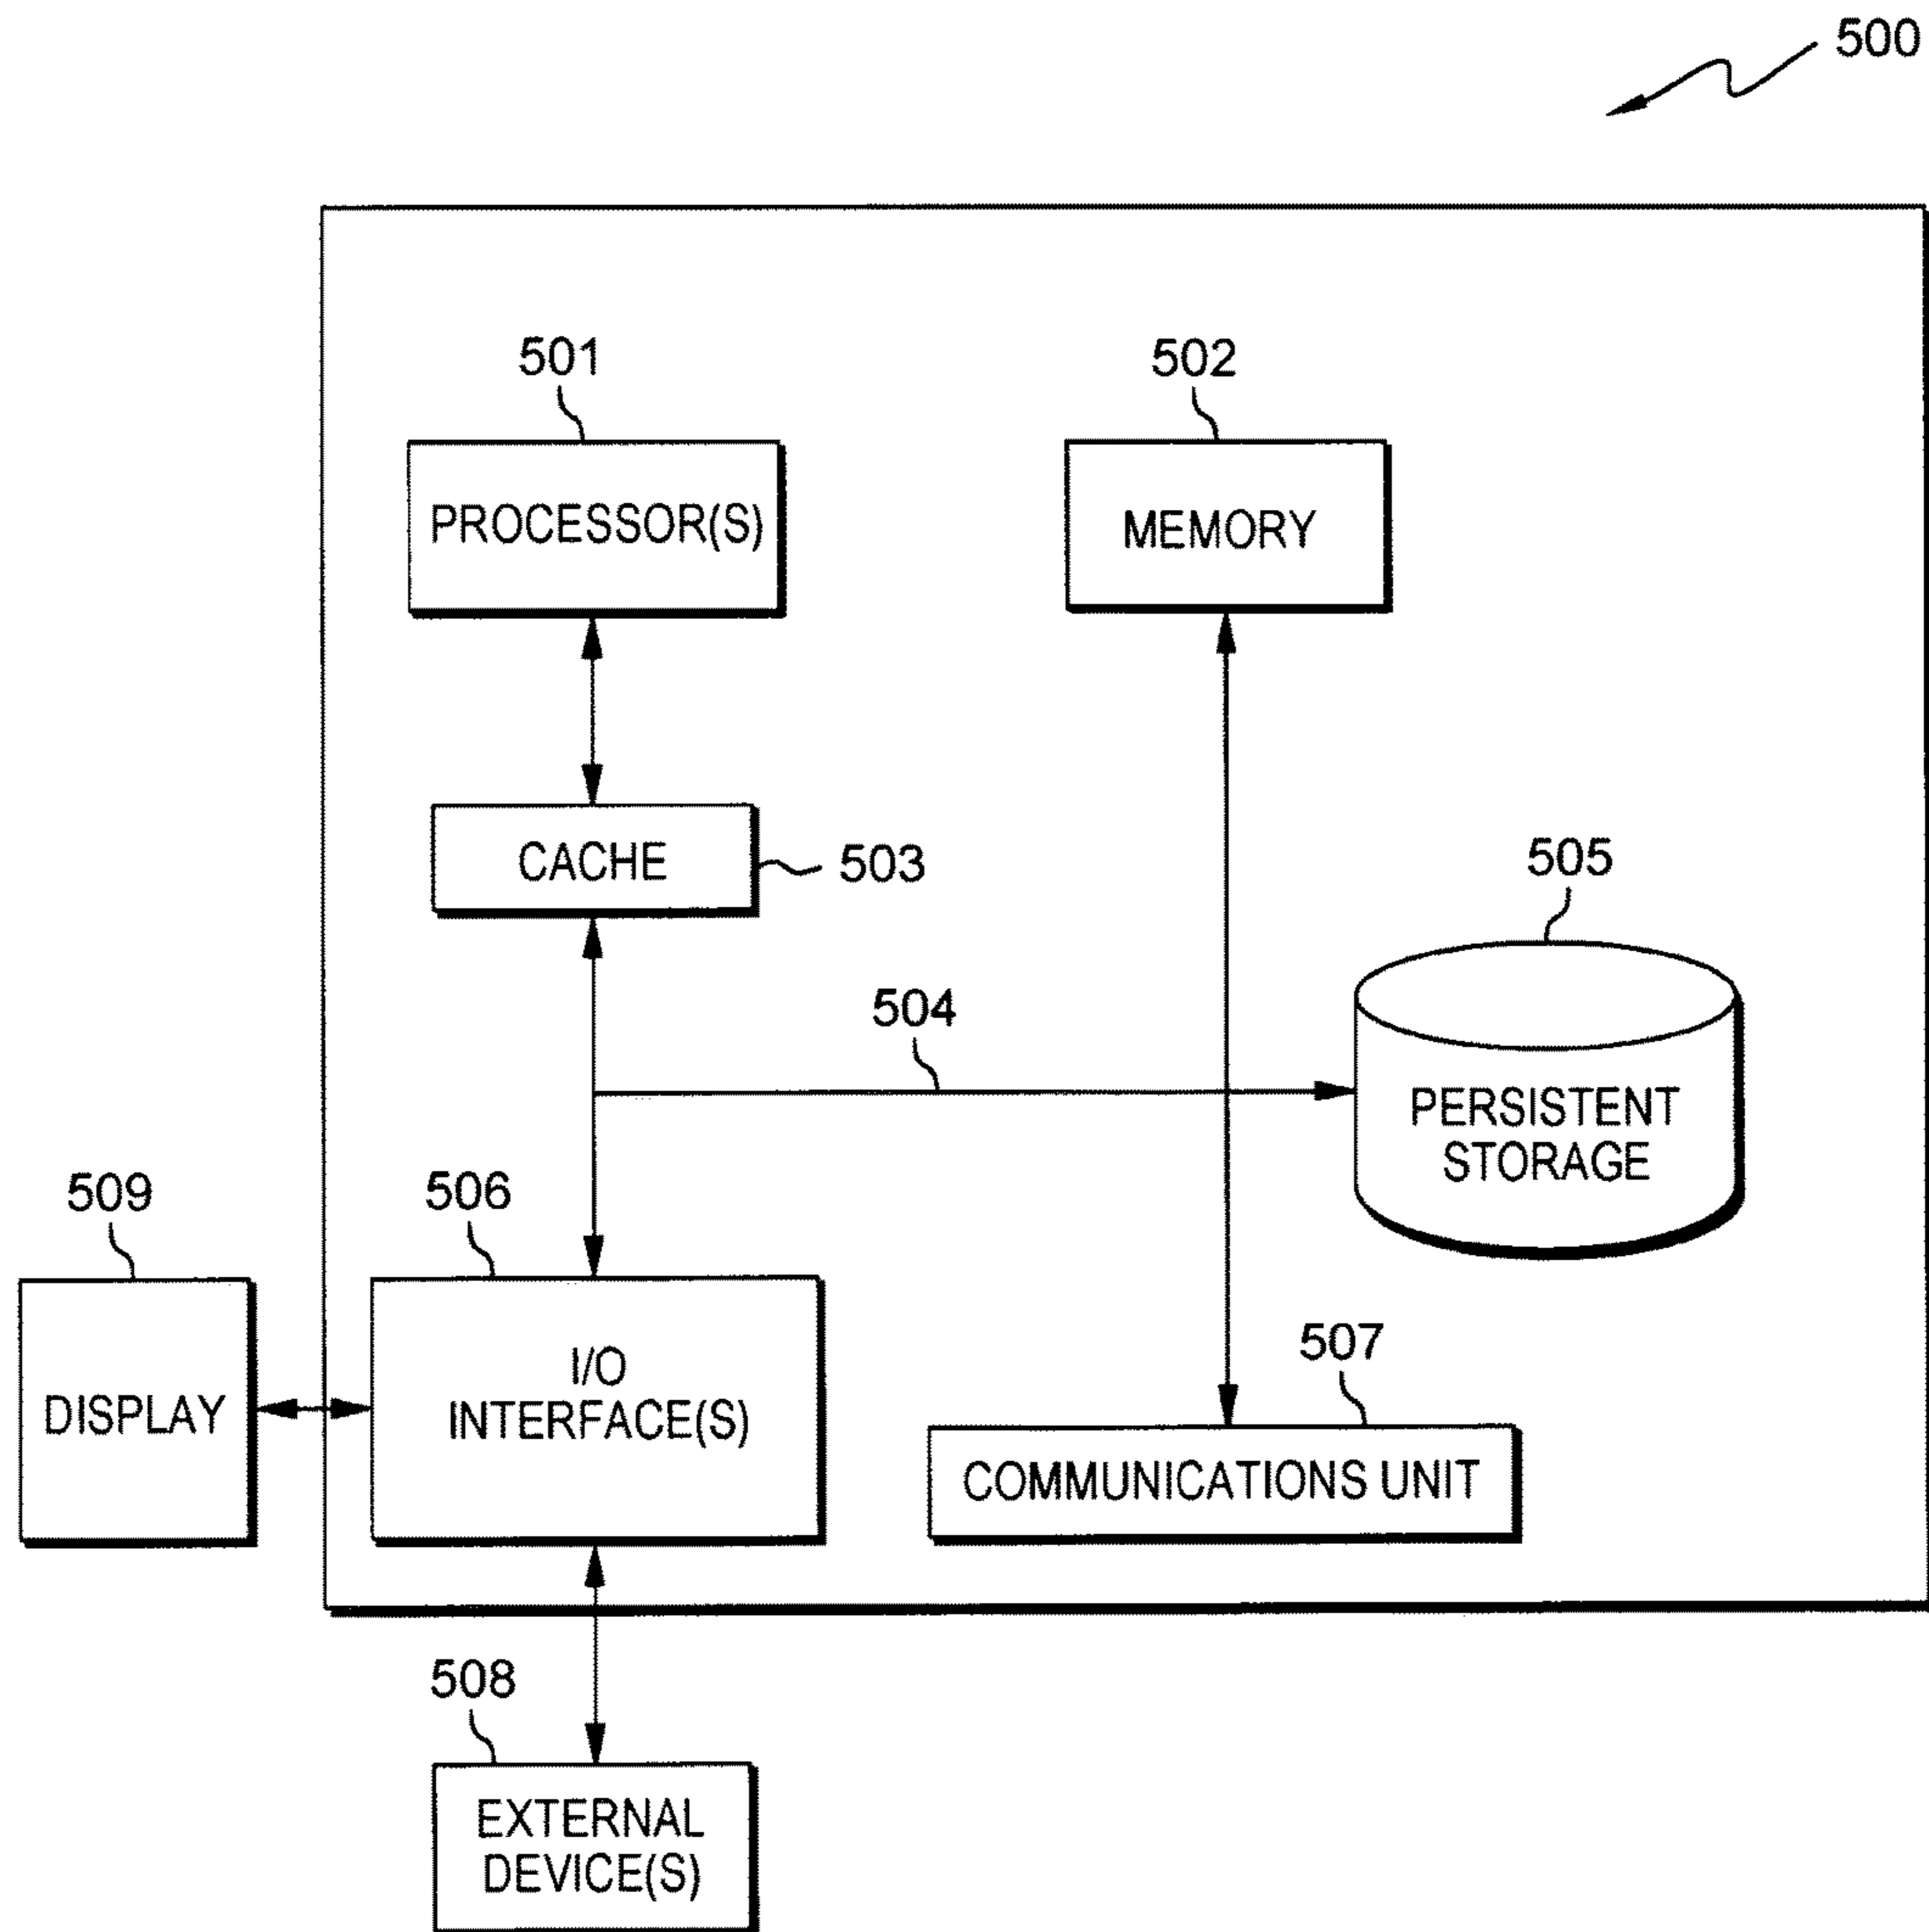 500
501
502
PROCESSOR(S)
MEMORY
CACHE
503
505
504
PERSISTENT
STORAGE
509
506
507
I/O
INTERFACE(S)
DISPLAY
COMMUNICATIONS UNIT
508
EXTERNAL
DEVICE(S)